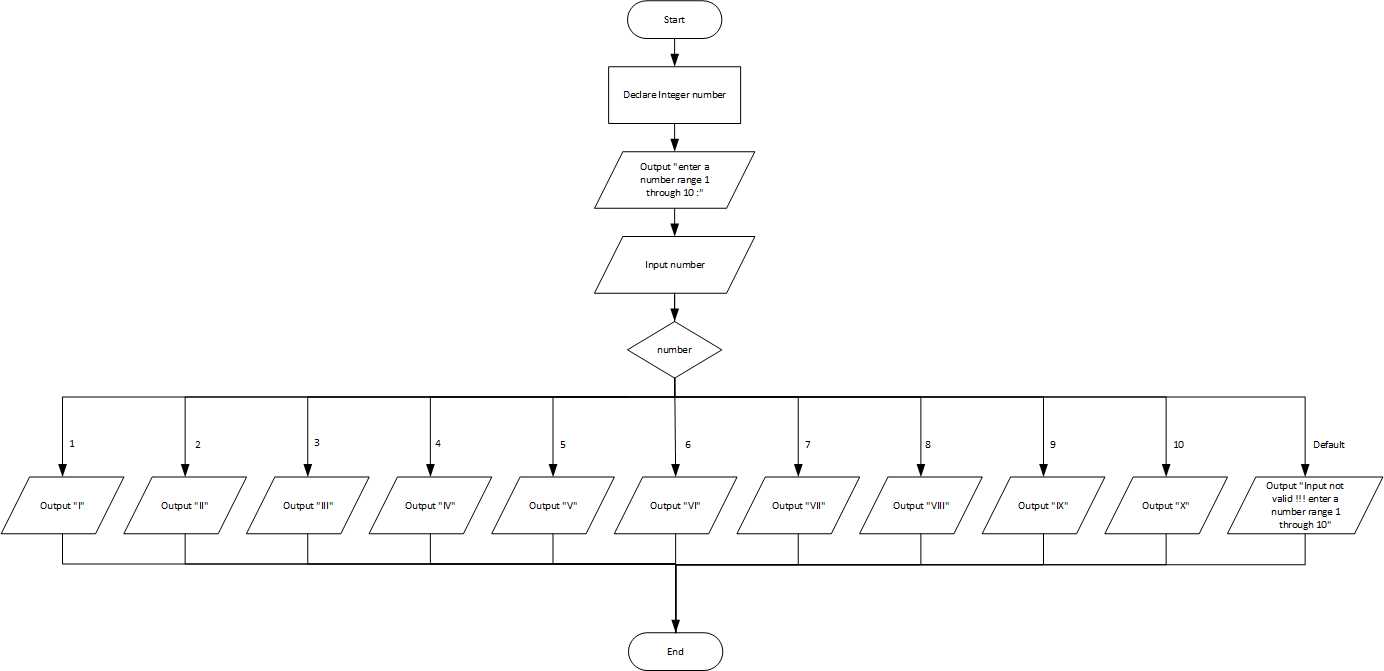 Start
Declare Integer number
Output "enter a
number range 1
through 10 :"
Input number
number
1
2
3
4
5
6
7
8
9
10
Default
Output "I"
Output "II"
Output "III"
Output "IV"
Output "V"
Output "VI"
Output "VII"
Output "VIII"
Output "IX"
Output "X"
Output "Input not
valid !!! enter a
number range 1
through 10"
End